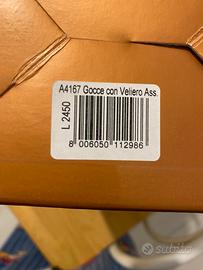 A4167 Gocce con Veliero Ass.
L 2450
8 006050 112986
Subito